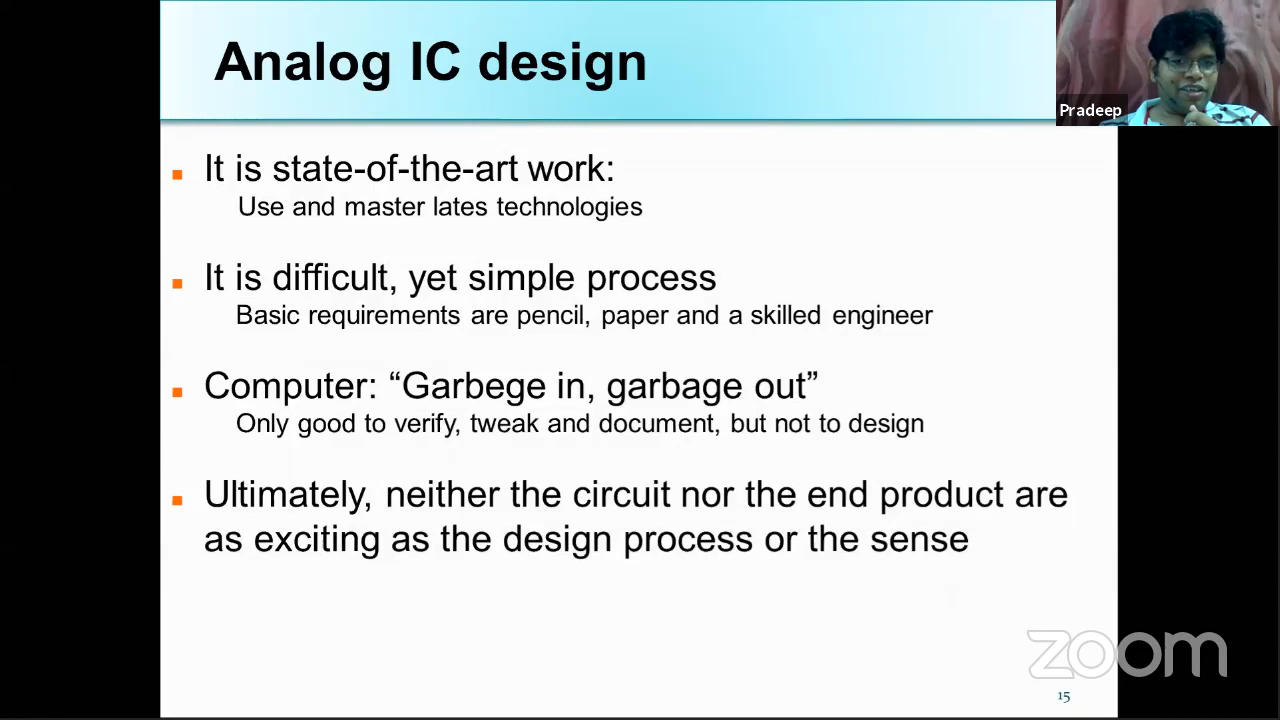 Analog IC design
Pradeep
It is state-of-the-art work:
Use and master lates technologies
It is difficult, yet simple process
Basic requirements are pencil, paper and a skilled engineer
Computer: “Garbege in, garbage out”
Only good to verify, tweak and document, but not to design
Ultimately, neither the circuit nor the end product are
as exciting as the design process or the sense
zoom
15